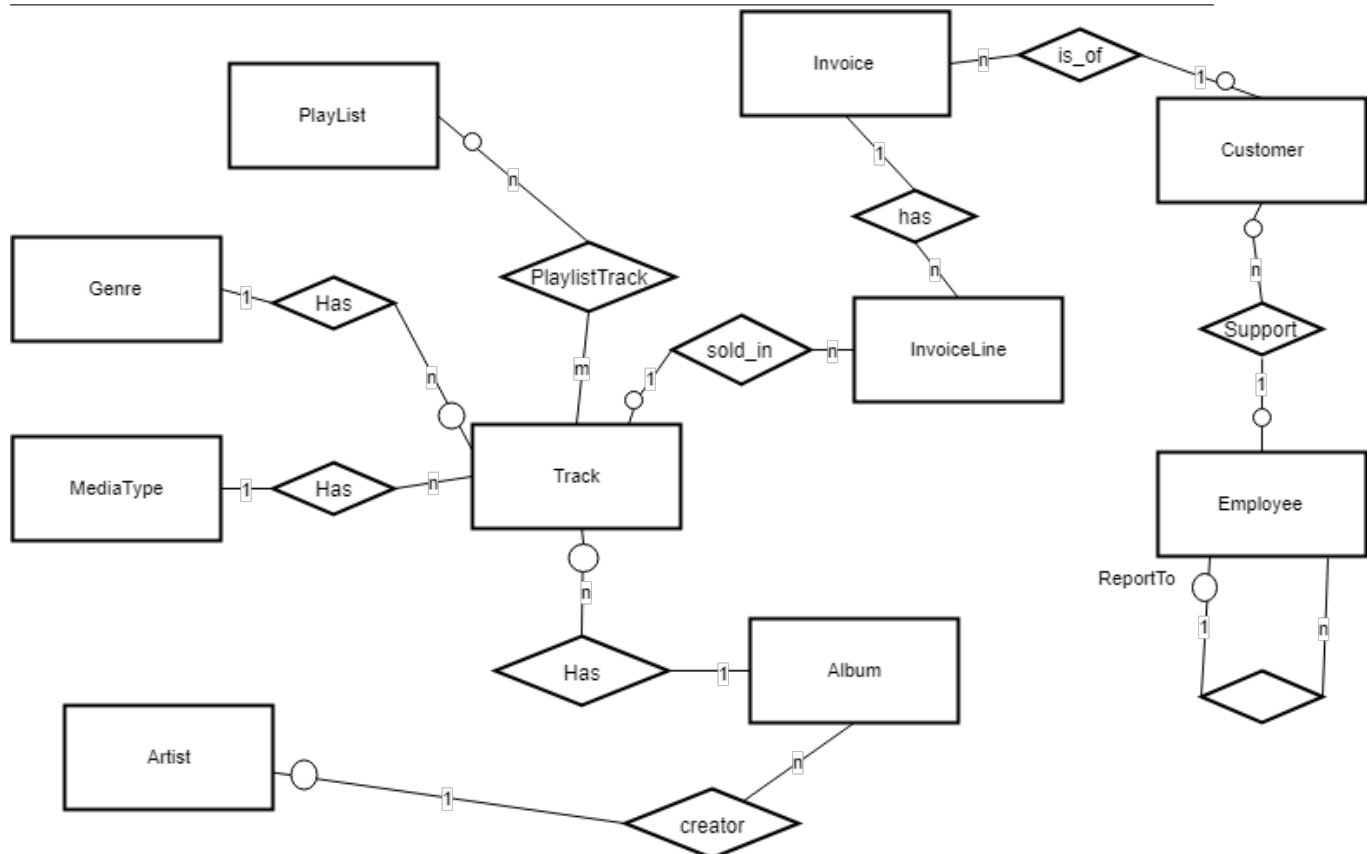 Invoice
n
is_of
1
Customer
PlayList
n
1
has
n
PlaylistTrack
m
Genre
1
Has
n
sold_in
1
n
InvoiceLine
n
Support
1
MediaType
1
Has
n
Track
Employee
ReportTo
1
n
n
Has
1
Album
Artist
1
n
creator